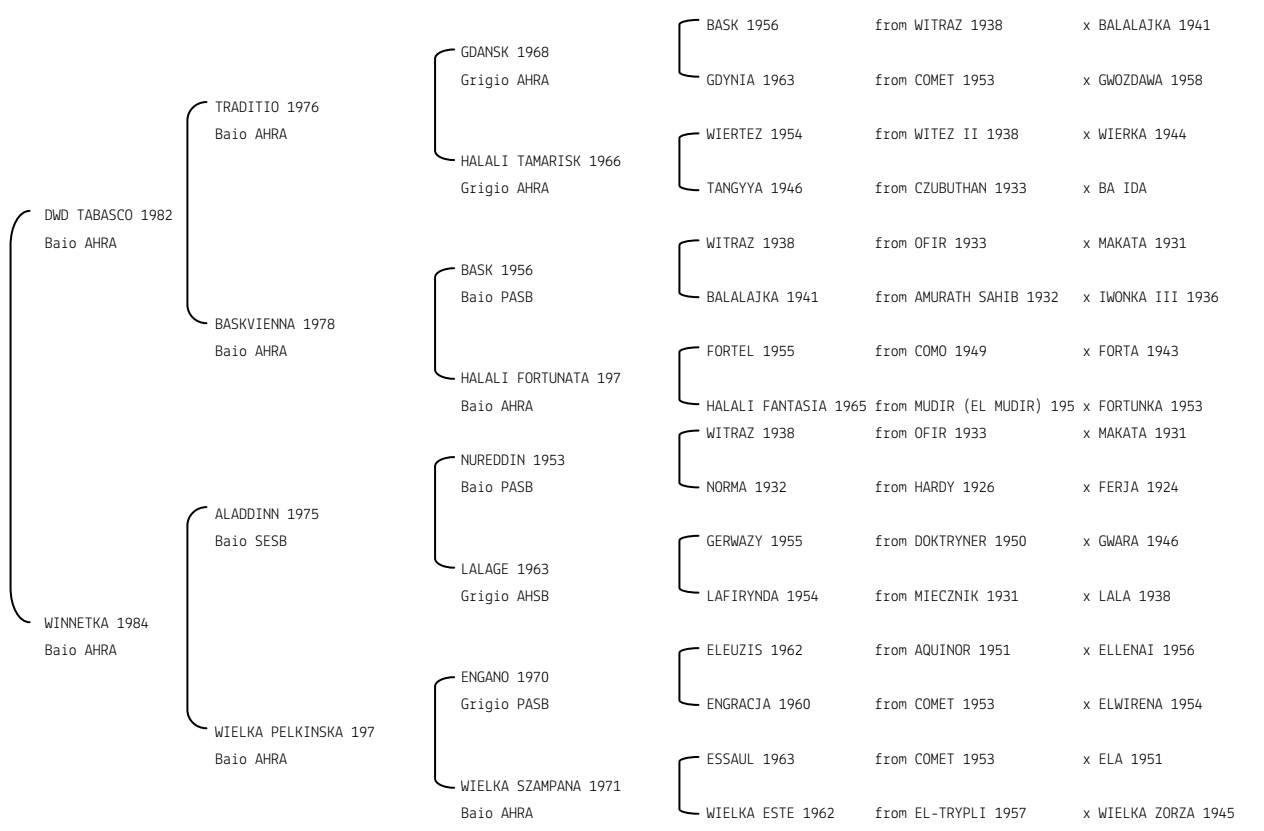 BASK 1956 from WITRAZ 1938 x BALALAJKA 1941
GDANSK 1968
Grigio AHRA GDYNIA 1963 from COMET 1953 x GWOZDAWA 1958
TRADITIO 1976
Baio AHRA WIERTEZ 1954 from WITEZ II 1938 x WIERKA 1944
HALALI TAMARISK 1966
Grigio AHRA TANGYYA 1946 from CZUBUTHAN 1933 x BA IDA
DWD TABASCO 1982
Baio AHRA WITRAZ 1938 from OFIR 1933 x MAKATA 1931
BASK 1956
Baio PASB BALALAJKA 1941 from AMURATH SAHIB 1932 x IWONKA III 1936
BASKVIENNA 1978
Baio AHRA FORTEL 1955 from COMO 1949 x FORTA 1943
HALALI FORTUNATA 197
Baio AHRA HALALI FANTASIA 1965 from MUDIR (EL MUDIR) 195 x FORTUNKA 1953
WITRAZ 1938 from OFIR 1933 x MAKATA 1931
NUREDDIN 1953
Baio PASB NORMA 1932 from HARDY 1926 x FERJA 1924
ALADDINN 1975
Baio SESB GERWAZY 1955 from DOKTRYNER 1950 x GWARA 1946
LALAGE 1963
Grigio AHSB LAFIRYNDA 1954 from MIECZNIK 1931 x LALA 1938
WINNETKA 1984
Baio AHRA ELEUZIS 1962 from AQUINOR 1951 x ELLENAI 1956
ENGANO 1970
Grigio PASB ENGRACJA 1960 from COMET 1953 x ELWIRENA 1954
WIELKA PELKINSKA 197
Baio AHRA ESSAUL 1963 from COMET 1953 x ELA 1951
WIELKA SZAMPANA 1971
Baio AHRA WIELKA ESTE 1962 from EL-TRYPLI 1957 x WIELKA ZORZA 1945